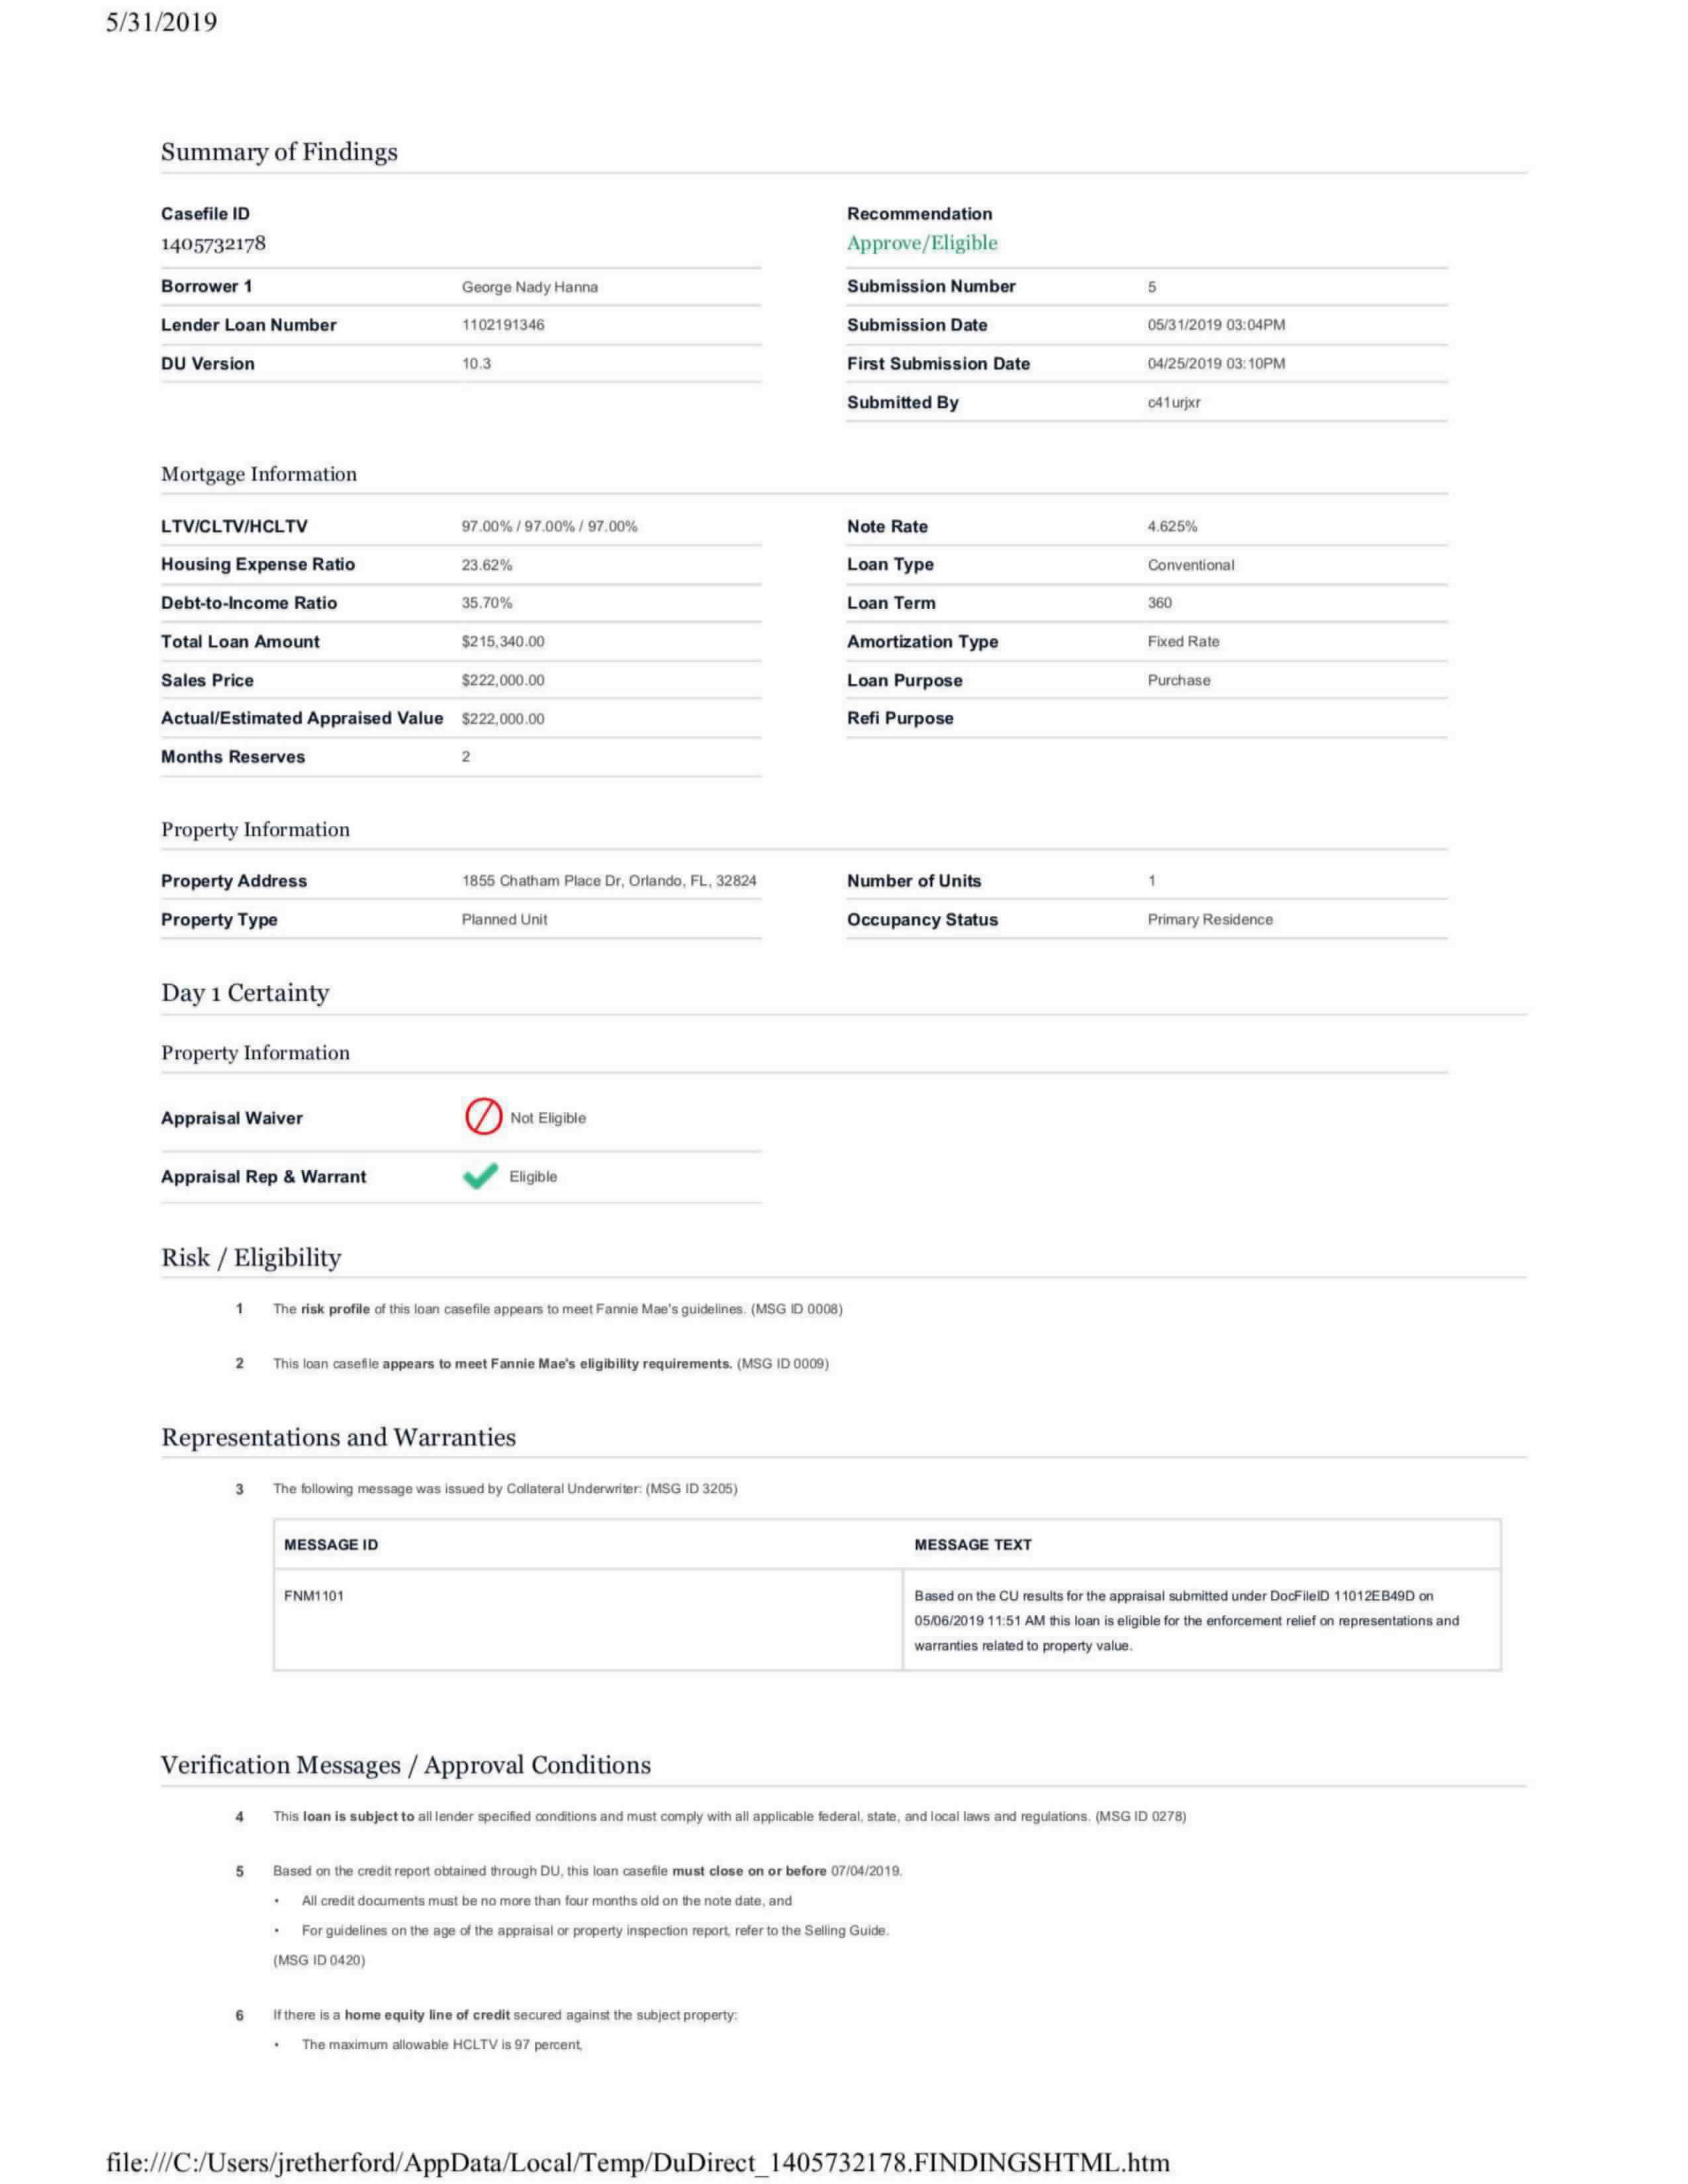 5/31/2019
Summary of Findings
Casefile ID
1405732178
Recommendation
Approve/Eligible
Borrower 1 George Nady Hanna
Lender Loan Number 1102191346
DU Version 10.3
Submission Number 5
Submission Date 05/31/2019 03:04PM
First Submission Date 04/25/2019 03:10PM
Submitted By c41urjxr
Mortgage Information
LTV/CLTV/HCLTV 97.00% / 97.00% / 97.00%
Housing Expense Ratio 23.62%
Debt-to-Income Ratio 35.70%
Total Loan Amount $215,340.00
Sales Price $222,000.00
Actual/Estimated Appraised Value $222,000.00
Months Reserves 2
Note Rate 4.625%
Loan Type Conventional
Loan Term 360
Amortization Type Fixed Rate
Loan Purpose Purchase
Refi Purpose
Property Information
Property Address 1855 Chatham Place Dr, Orlando, FL, 32824
Property Type Planned Unit
Number of Units 1
Occupancy Status Primary Residence
Day 1 Certainty
Property Information
Appraisal Waiver Not Eligible
Appraisal Rep & Warrant Eligible
Risk / Eligibility
1 The risk profile of this loan casefile appears to meet Fannie Mae's guidelines. (MSG ID 0008)
2 This loan casefile appears to meet Fannie Mae's eligibility requirements. (MSG ID 0009)
Representations and Warranties
3 The following message was issued by Collateral Underwriter: (MSG ID 3205)
MESSAGE ID MESSAGE TEXT
FNM1101 Based on the CU results for the appraisal submitted under DocFileID 11012EB49D on
05/06/2019 11:51 AM this loan is eligible for the enforcement relief on representations and
warranties related to property value.
Verification Messages / Approval Conditions
4 This loan is subject to all lender specified conditions and must comply with all applicable federal, state, and local laws and regulations. (MSG ID 0278)
5 Based on the credit report obtained through DU, this loan casefile must close on or before 07/04/2019.
• All credit documents must be no more than four months old on the note date, and
• For guidelines on the age of the appraisal or property inspection report, refer to the Selling Guide.
(MSG ID 0420)
6 If there is a home equity line of credit secured against the subject property:
• The maximum allowable HCLTV is 97 percent,
file:///C:/Users/jretherford/AppData/Local/Temp/DuDirect_1405732178.FINDINGSHTML.htm